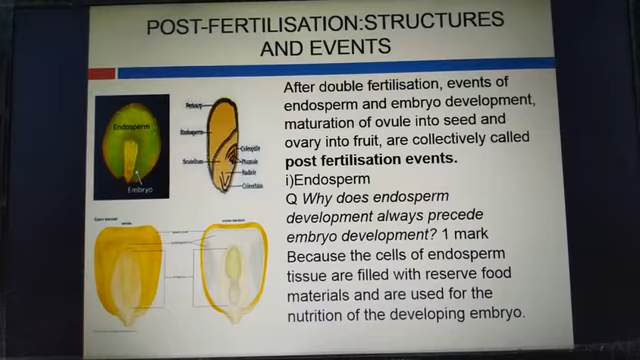 POST-FERTILISATION:STRUCTURES
AND EVENTS
After double fertilisation, events of
endosperm and embryo development,
maturation of ovule into seed and
ovary into fruit, are collectively called
post fertilisation events.
i)Endosperm
Q Why does endosperm
development always precede
embryo development? 1 mark
Because the cells of endosperm
tissue are filled with reserve food
materials and are used for the
nutrition of the developing embryo.
Endosperm
Embryo
Pericarp
Endosperm
Scutellum
Coleoptile
Plumule
Radicle